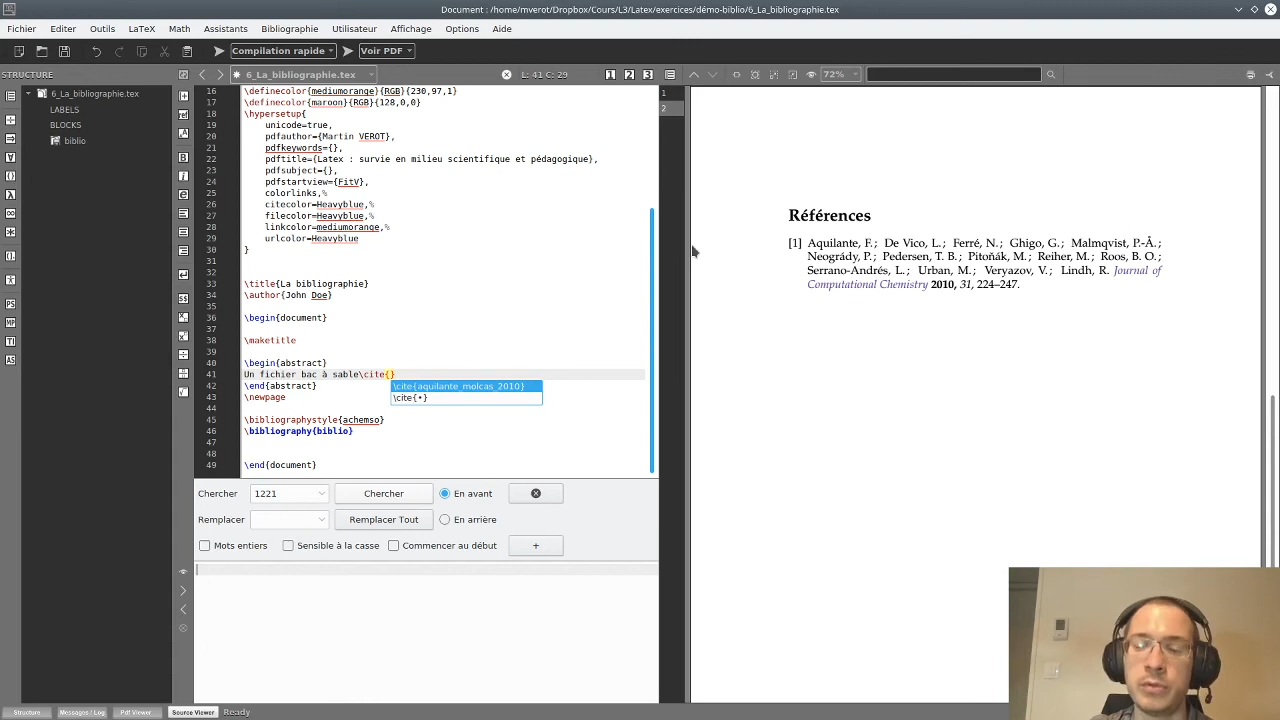 Document : /home/mverot/Dropbox/Cours/L3/Latex/exercices/démo-biblio/6_La_bibliographie.tex
Fichier Editer Outils LaTeX Math Assistants Bibliographie Utilisateur Affichage Options Aide
Compilation rapide Voir PDF
STRUCTURE 6_La_bibliographie.tex L: 41 C: 29 1 2 3 72%
6_La_bibliographie.tex
LABELS
BLOCKS
biblio
16 \definecolor{mediumorange}{RGB}{230,97,1}
17 \definecolor{maroon}{RGB}{128,0,0}
18 \hypersetup{
19 unicode=true,
20 pdfauthor={Martin VEROT},
21 pdfkeywords={},
22 pdftitle={Latex : survie en milieu scientifique et pédagogique},
23 pdfsubject={},
24 pdfstartview={FitV},
25 colorlinks,%
26 citecolor=Heavyblue,%
27 filecolor=Heavyblue,%
28 linkcolor=mediumorange,%
29 urlcolor=Heavyblue
30 }
31
32
33 \title{La bibliographie}
34 \author{John Doe}
35
36 \begin{document}
37
38 \maketitle
39
40 \begin{abstract}
41 Un fichier bac à sable\cite{}
42 \end{abstract}
43 \newpage
44
45 \bibliographystyle{achemso}
46 \bibliography{biblio}
47
48
49 \end{document}
\cite{aquilante_molcas_2010}
\cite{•}
Chercher 1221 Chercher En avant
Remplacer Remplacer Tout En arrière
Mots entiers Sensible à la casse Commencer au début +
1
2
Références
[1] Aquilante, F.; De Vico, L.; Ferré, N.; Ghigo, G.; Malmqvist, P.-Å.;
Neogrády, P.; Pedersen, T. B.; Pitoňák, M.; Reiher, M.; Roos, B. O.;
Serrano-Andrés, L.; Urban, M.; Veryazov, V.; Lindh, R. Journal of
Computational Chemistry 2010, 31, 224–247.
Structure Messages / Log Pdf Viewer Source Viewer Ready